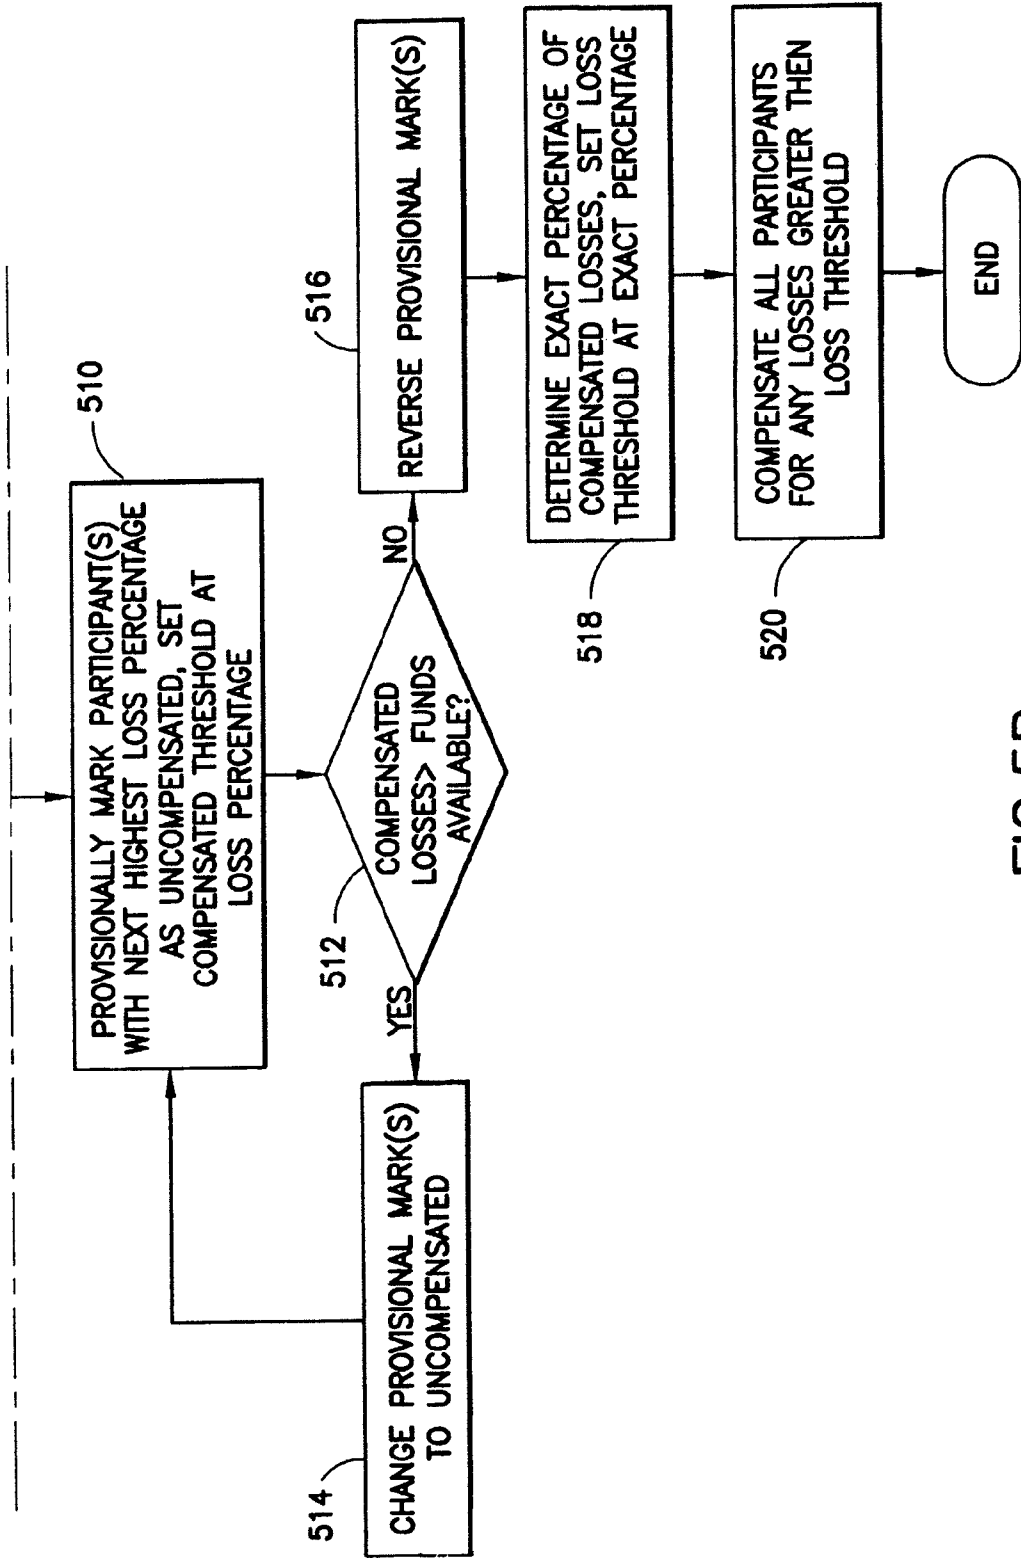 510
PROVISIONALLY MARK PARTICIPANT(S)
WITH NEXT HIGHEST LOSS PERCENTAGE
AS UNCOMPENSATED, SET
COMPENSATED THRESHOLD AT
LOSS PERCENTAGE
512
COMPENSATED
LOSSES> FUNDS
AVAILABLE?
YES
NO
514
CHANGE PROVISIONAL MARK(S)
TO UNCOMPENSATED
516
REVERSE PROVISIONAL MARK(S)
518
DETERMINE EXACT PERCENTAGE OF
COMPENSATED LOSSES, SET LOSS
THRESHOLD AT EXACT PERCENTAGE
520
COMPENSATE ALL PARTICIPANTS
FOR ANY LOSSES GREATER THEN
LOSS THRESHOLD
END